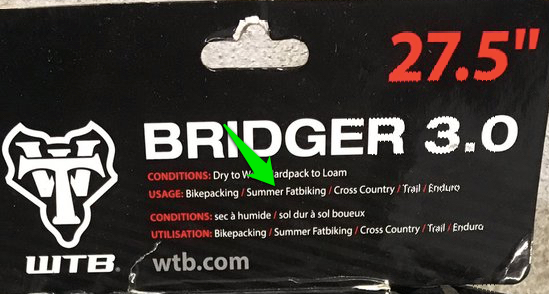 27.5"
BRIDGER 3.0
CONDITIONS: Dry to Hardpack to Loam
USAGE: Bikepacking / Summer Fatbiking / Cross Country / Trail / Enduro
CONDITIONS: sec à humide / sol dur à sol boueux
UTILISATION: Bikepacking / Summer Fatbiking / Cross Country / Trail / Enduro
WTB®
wtb.com